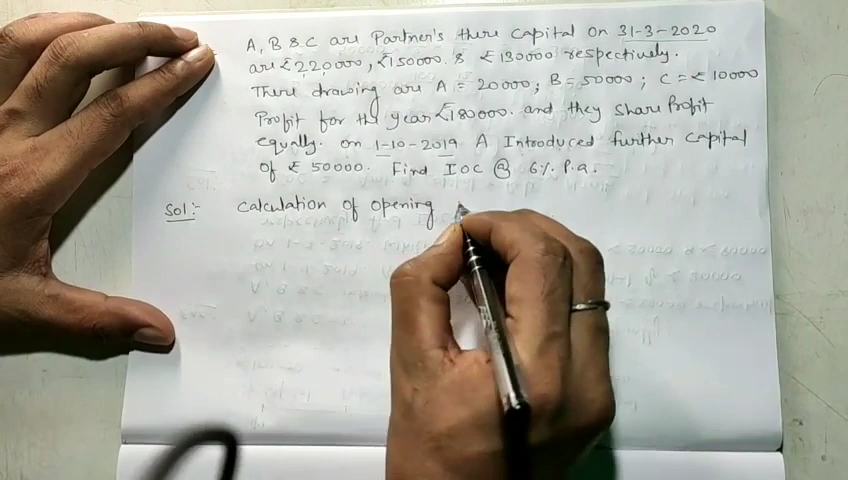 A, B & C are Partner's there capital on 31-3-2020
are ₹ 2,20,000, ₹150000. & ₹ 130000 respectively.
There drawing are A = 20000; B = 50000; C = ₹ 10000
Profit for the year ₹180000. and they share Profit
equally. on 1-10-2019 A Introduced further capital
of ₹ 50000. Find IOC @ 6%. P.a.
Sol:- Calculation of opening